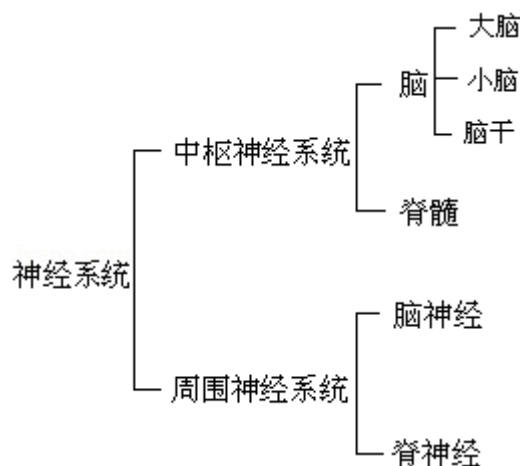 大脑
脑
小脑
脑干
中枢神经系统
脊髓
神经系统
脑神经
周围神经系统
脊神经